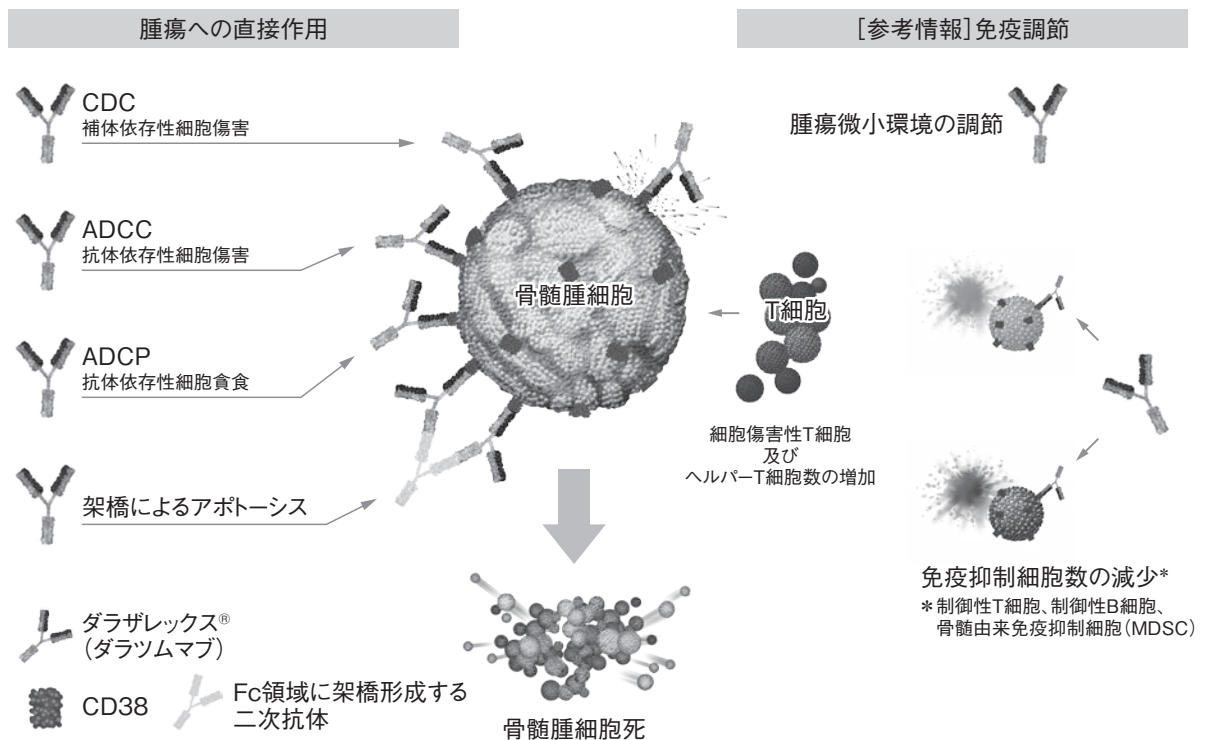 腫瘍への直接作用
CDC
補体依存性細胞傷害
ADCC
抗体依存性細胞傷害
ADCP
抗体依存性細胞貪食
架橋によるアポトーシス
ダラザレックス®
（ダラツムマブ）
CD38
Fc領域に架橋形成する
二次抗体
骨髄腫細胞
骨髄腫細胞死
［参考情報］免疫調節
腫瘍微小環境の調節
T細胞
細胞傷害性T細胞
及び
ヘルパーT細胞数の増加
免疫抑制細胞数の減少*
*制御性T細胞、制御性B細胞、
骨髄由来免疫抑制細胞（MDSC）